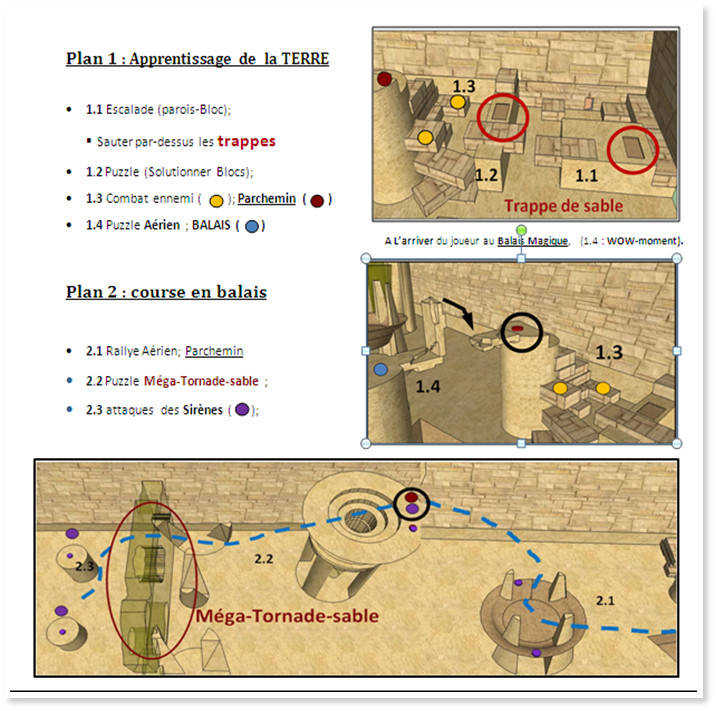 Plan 1 : Apprentissage de la TERRE
• 1.1 Escalade (parois-Bloc);
▪ Sauter par-dessus les trappes
• 1.2 Puzzle (Solutionner Blocs);
• 1.3 Combat ennemi ( ); Parchemin ( )
• 1.4 Puzzle Aérien ; BALAIS ( )
1.3
1.2
1.1
Trappe de sable
A L’arriver du joueur au Balais Magique, (1.4 : WOW-moment).
Plan 2 : course en balais
• 2.1 Rallye Aérien; Parchemin
• 2.2 Puzzle Méga-Tornade-sable ;
• 2.3 attaques des Sirènes ( );
1.3
1.4
2.3
2.2
2.1
Méga-Tornade-sable